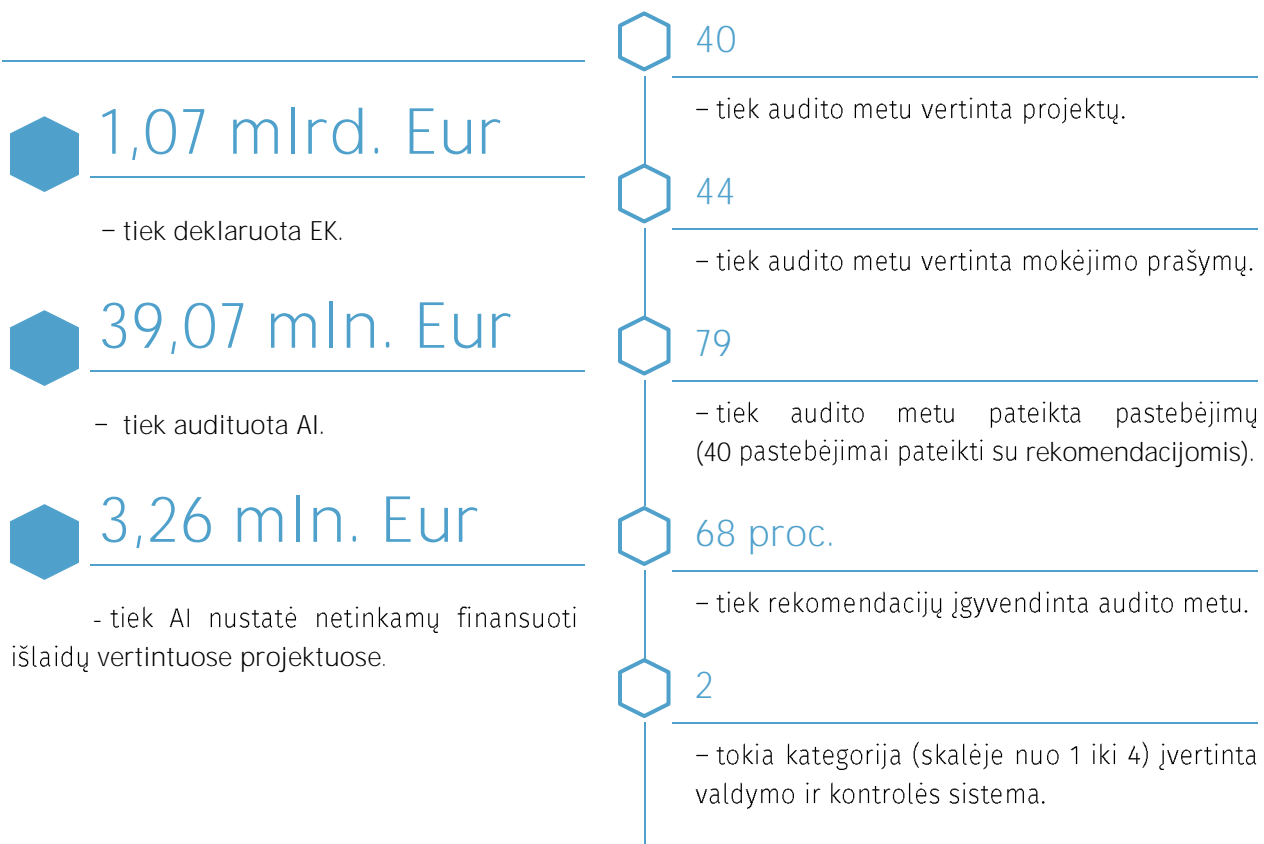 1,07 mlrd. Eur
– tiek deklaruota EK.
39,07 mln. Eur
– tiek audituota AI.
3,26 mln. Eur
- tiek AI nustatė netinkamų finansuoti
išlaidų vertintuose projektuose.
40
– tiek audito metu vertinta projektų.
44
– tiek audito metu vertinta mokėjimo prašymų.
79
– tiek audito metu pateikta pastebėjimų
(40 pastebėjimai pateikti su rekomendacijomis).
68 proc.
– tiek rekomendacijų įgyvendinta audito metu.
2
– tokia kategorija (skalėje nuo 1 iki 4) įvertinta
valdymo ir kontrolės sistema.